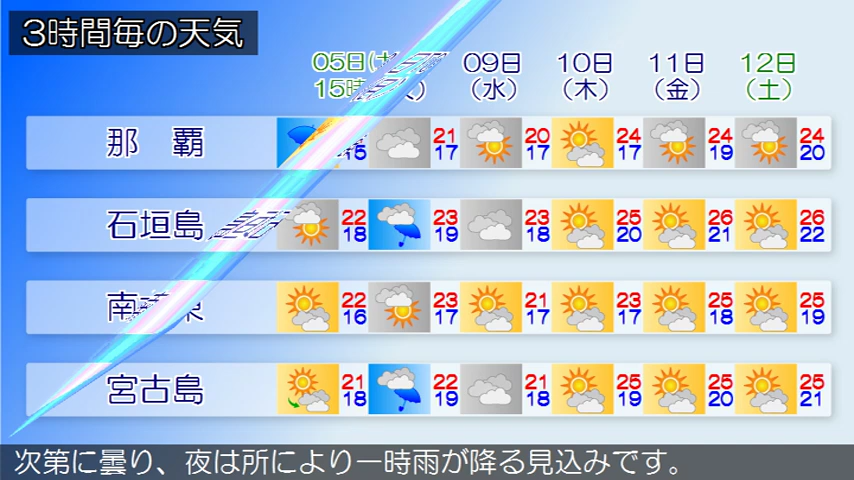 3時間毎の天気
05日 09日 10日 11日 12日
15時 (水) (木) (金) (土)
那覇 15 21 17 20 17 24 17 24 19 24 20
石垣島 22 18 23 19 23 18 25 20 26 21 26 22
南 東 22 16 23 17 21 17 23 17 25 18 25 19
宮古島 21 18 22 19 21 18 25 19 25 20 25 21
次第に曇り、夜は所により一時雨が降る見込みです。